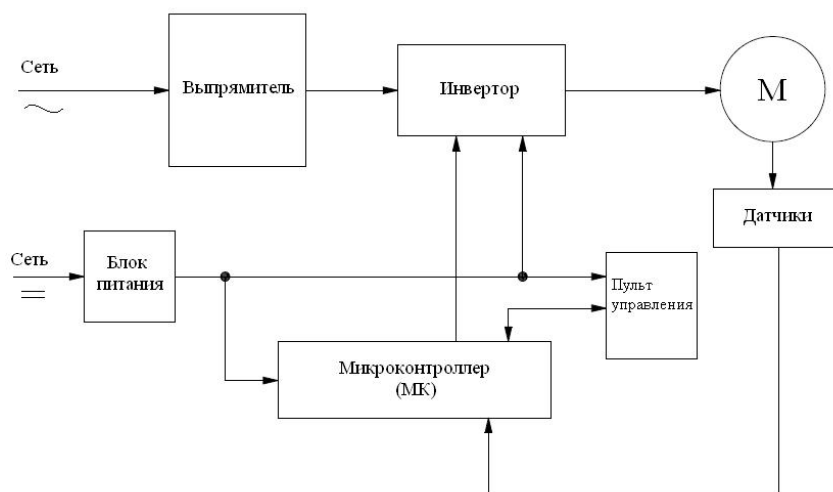 Сеть
Выпрямитель
Инвертор
М
Датчики
Сеть
Блок
питания
Пульт
управления
Микроконтроллер
(МК)